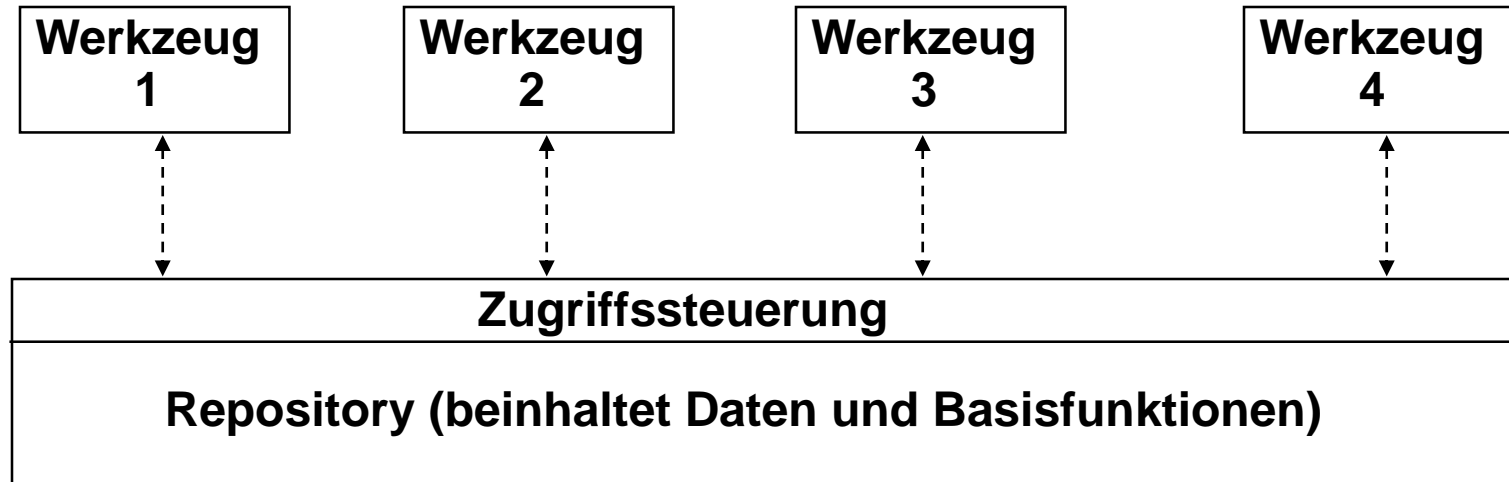 Werkzeug
1
Werkzeug
2
Werkzeug
3
Werkzeug
4
Zugriffssteuerung
Repository (beinhaltet Daten und Basisfunktionen)